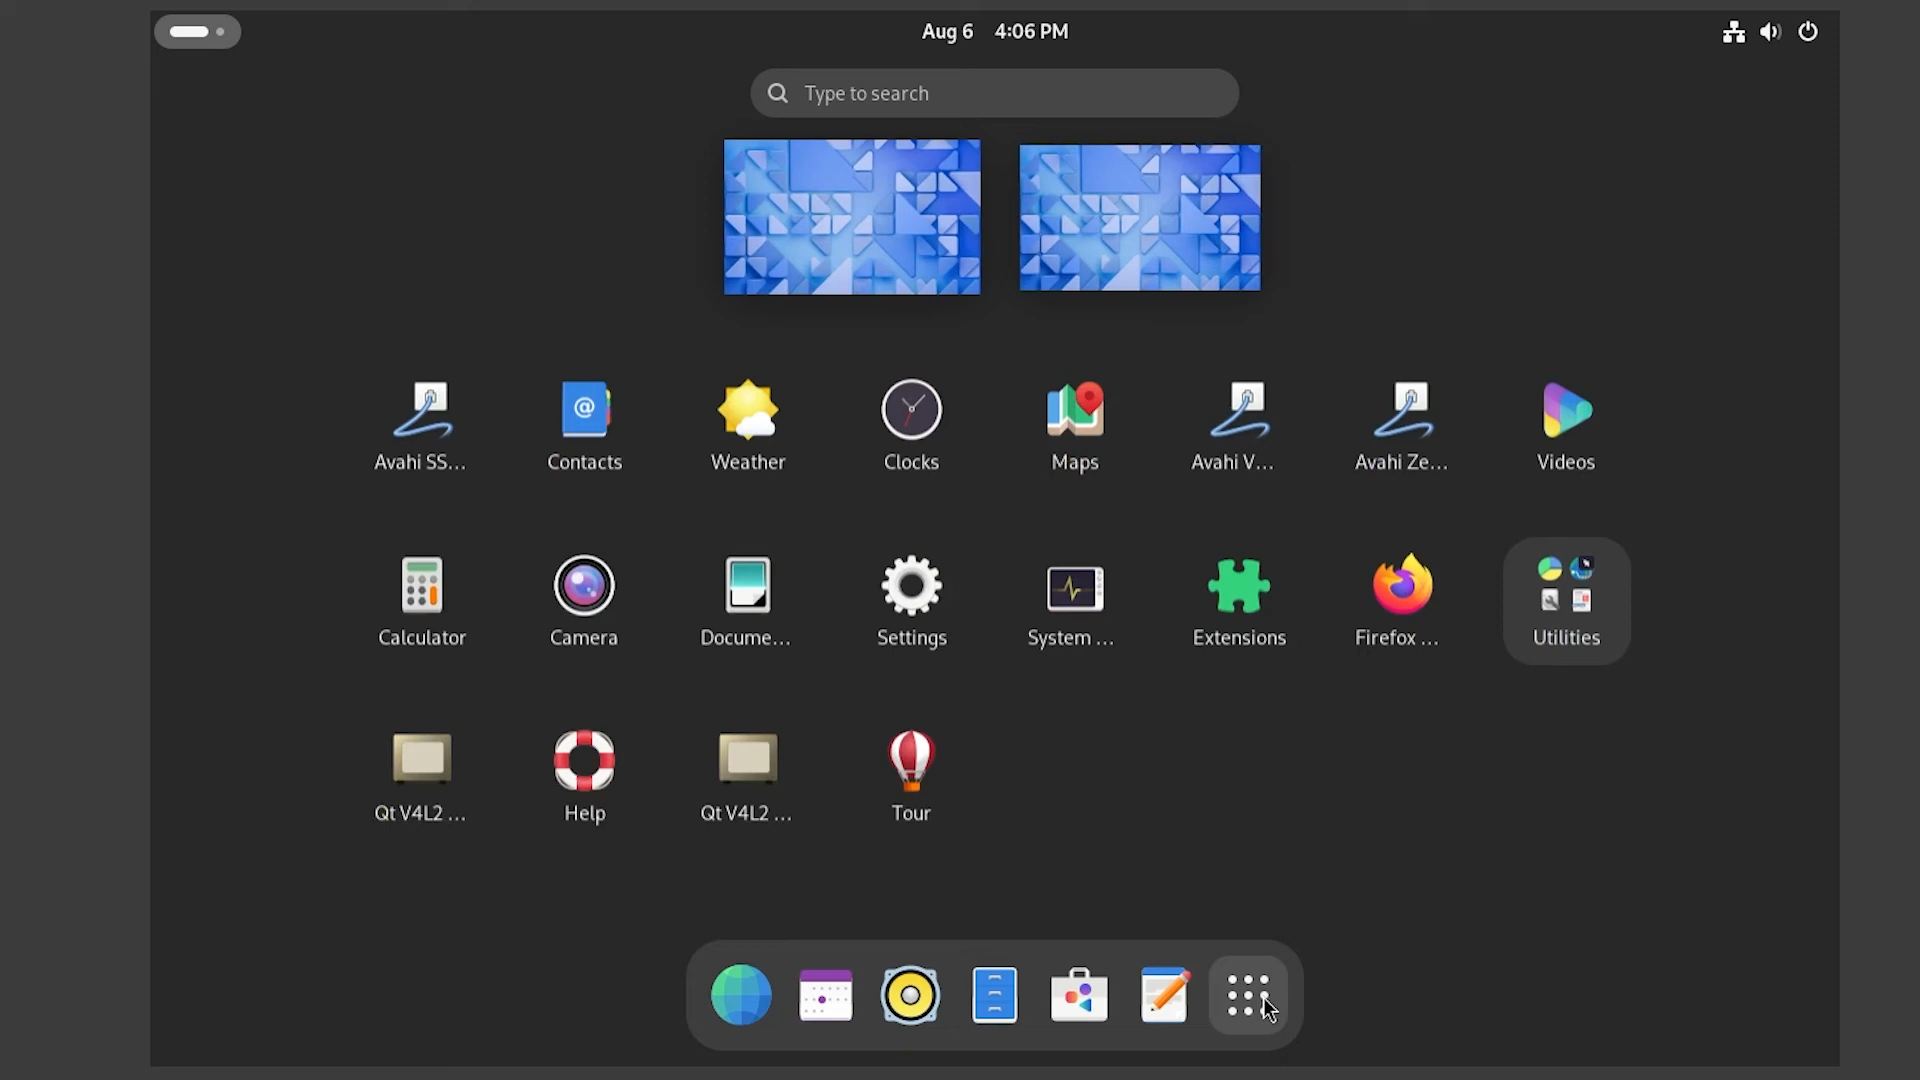 Aug 6 4:06 PM
Type to search
Avahi SS...
Contacts
Weather
Clocks
Maps
Avahi V...
Avahi Ze...
Videos
Calculator
Camera
Docume...
Settings
System ...
Extensions
Firefox ...
Utilities
Qt V4L2 ...
Help
Qt V4L2 ...
Tour